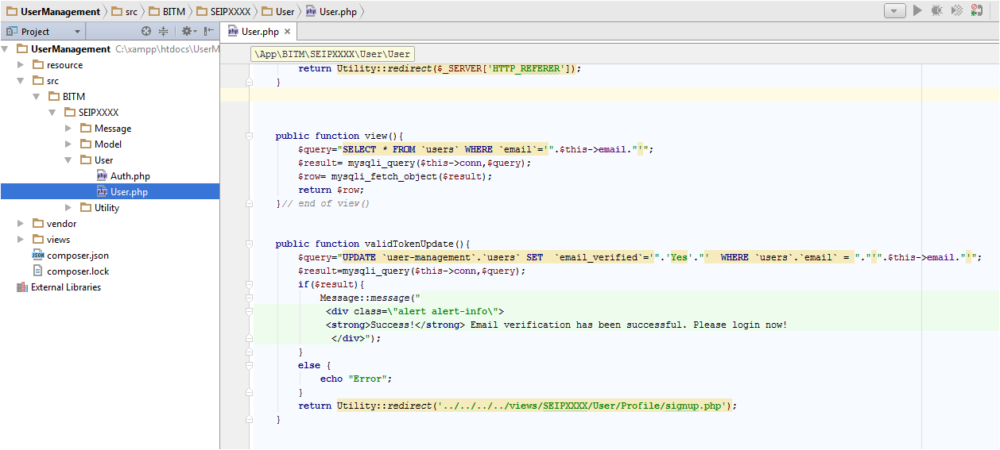 UserManagement src BITM SEIPXXXX User User.php
Project User.php
UserManagement C:\xampp\htdocs\UserM
resource
src
BITM
SEIPXXXX
Message
Model
User
Auth.php
User.php
Utility
vendor
views
composer.json
composer.lock
External Libraries
\App\BITM\SEIPXXXX\User\User
return Utility::redirect($_SERVER['HTTP_REFERER']);
}
public function view(){
$query="SELECT * FROM `users` WHERE `email`='".$this->email."'";
$result= mysqli_query($this->conn,$query);
$row= mysqli_fetch_object($result);
return $row;
}// end of view()
public function validTokenUpdate(){
$query="UPDATE `user-management`.`users` SET  `email_verified`='".'Yes'."'  WHERE `users`.`email` = "."'".$this->email."'";
$result=mysqli_query($this->conn,$query);
if($result){
Message::message("
<div class=\"alert alert-info\">
<strong>Success!</strong> Email verification has been successful. Please login now!
</div>");
}
else {
echo "Error";
}
return Utility::redirect('../../../../views/SEIPXXXX/User/Profile/signup.php');
}